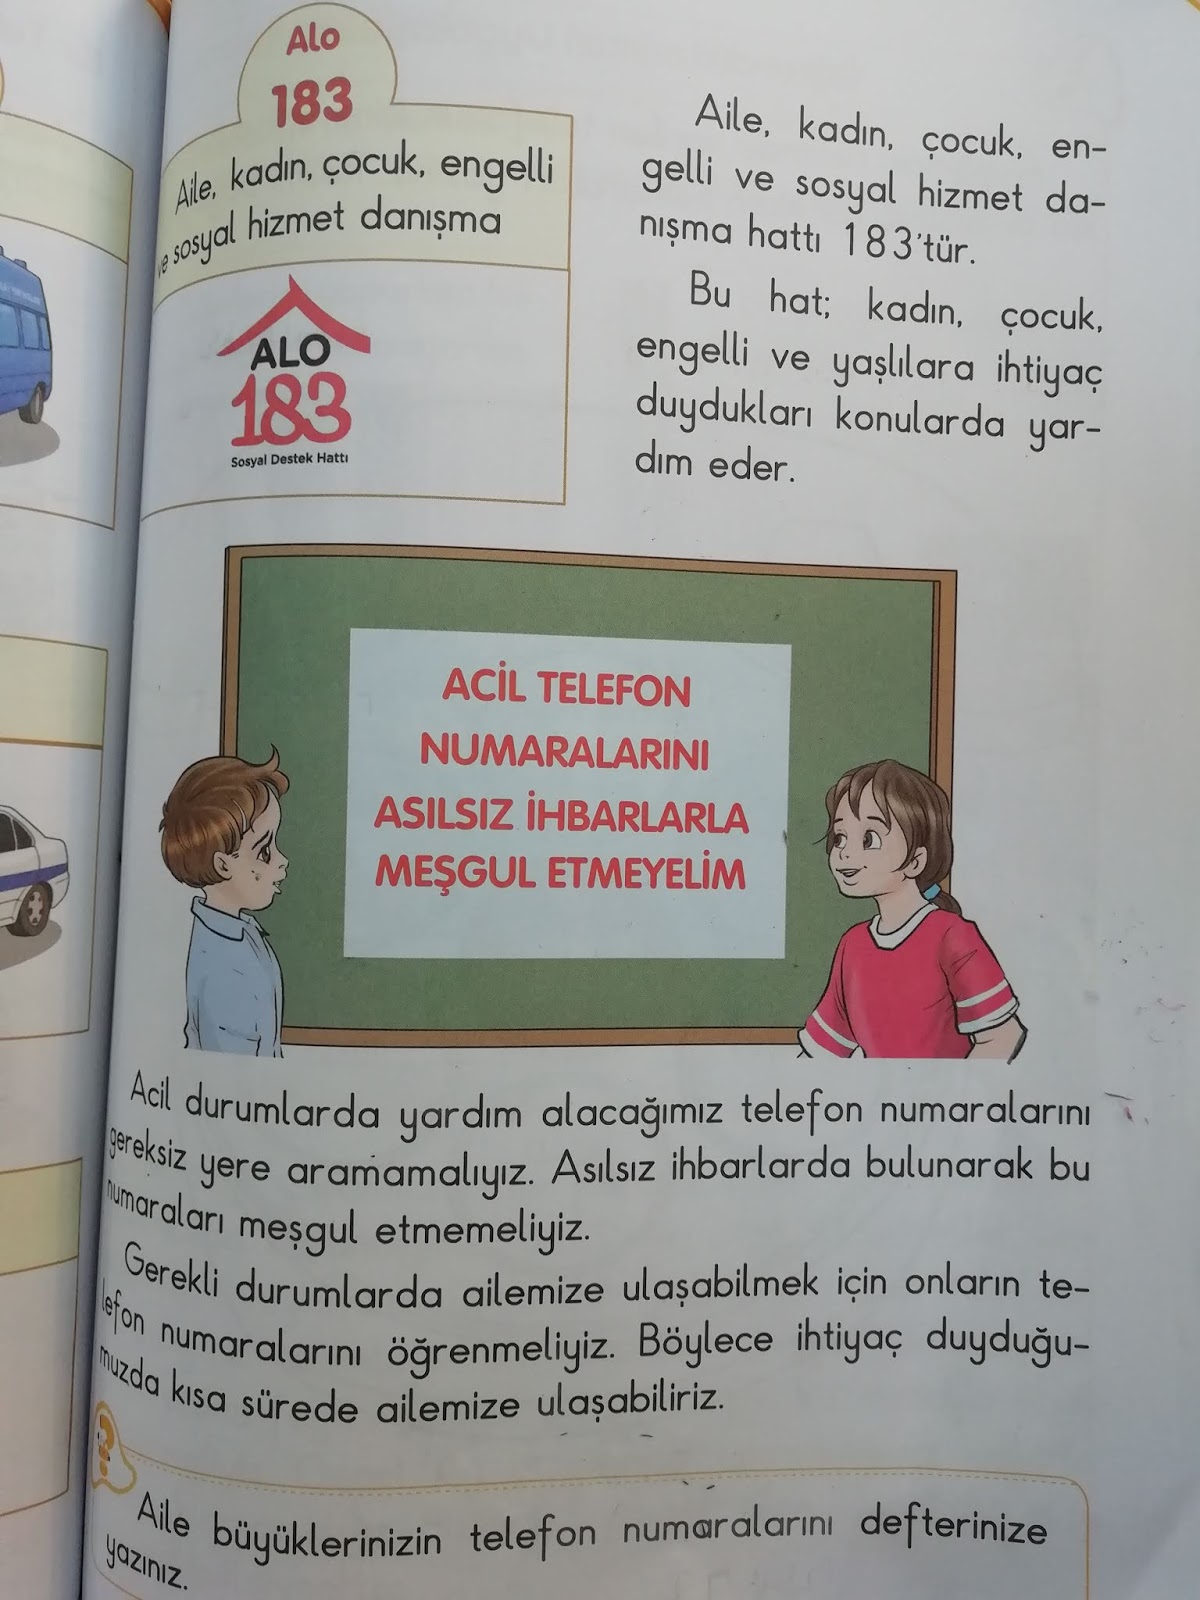 Alo
183
Aile, kadın, çocuk, engelli
ve sosyal hizmet danışma
ALO
183
Sosyal Destek Hattı
Aile, kadın, çocuk, en-
gelli ve sosyal hizmet da-
nışma hattı 183'tür.
Bu hat; kadın, çocuk,
engelli ve yaşlılara ihtiyaç
duydukları konularda yar-
dım eder.
ACİL TELEFON
NUMARALARINI
ASILSIZ İHBARLARLA
MEŞGUL ETMEYELİM
Acil durumlarda yardım alacağımız telefon numaralarını
gereksiz yere aramamalıyız. Asılsız ihbarlarda bulunarak bu
numaraları meşgul etmemeliyiz.
Gerekli durumlarda ailemize ulaşabilmek için onların te-
lefon numaralarını öğrenmeliyiz. Böylece ihtiyaç duyduğu-
muzda kısa sürede ailemize ulaşabiliriz.
?
Aile büyüklerinizin telefon numaralarını defterinize
yazınız.